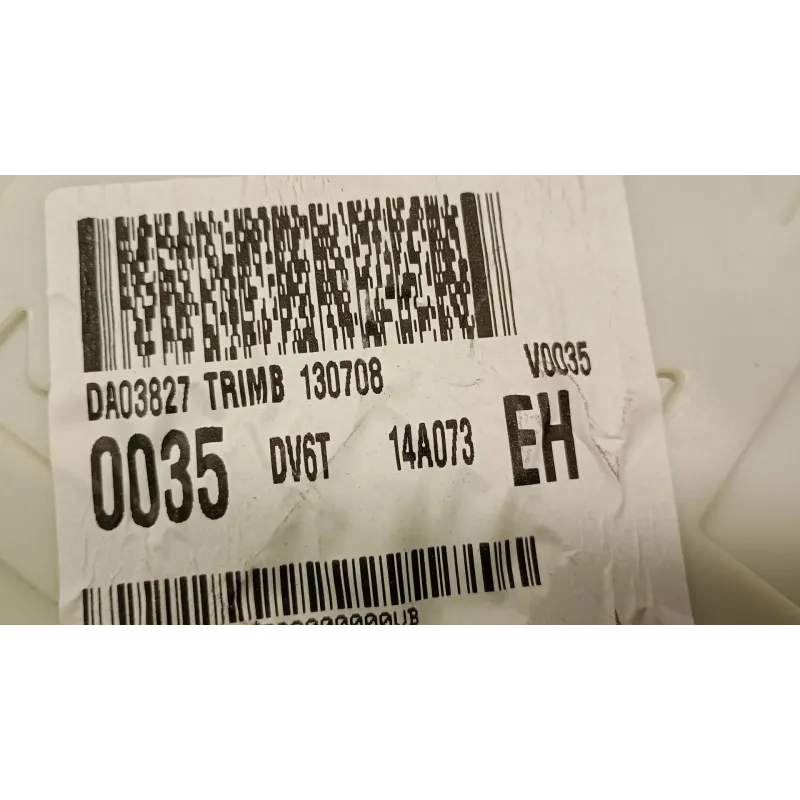 DA03827 TRIMB 130708 V0035
0035 DV6T 14A073 EH